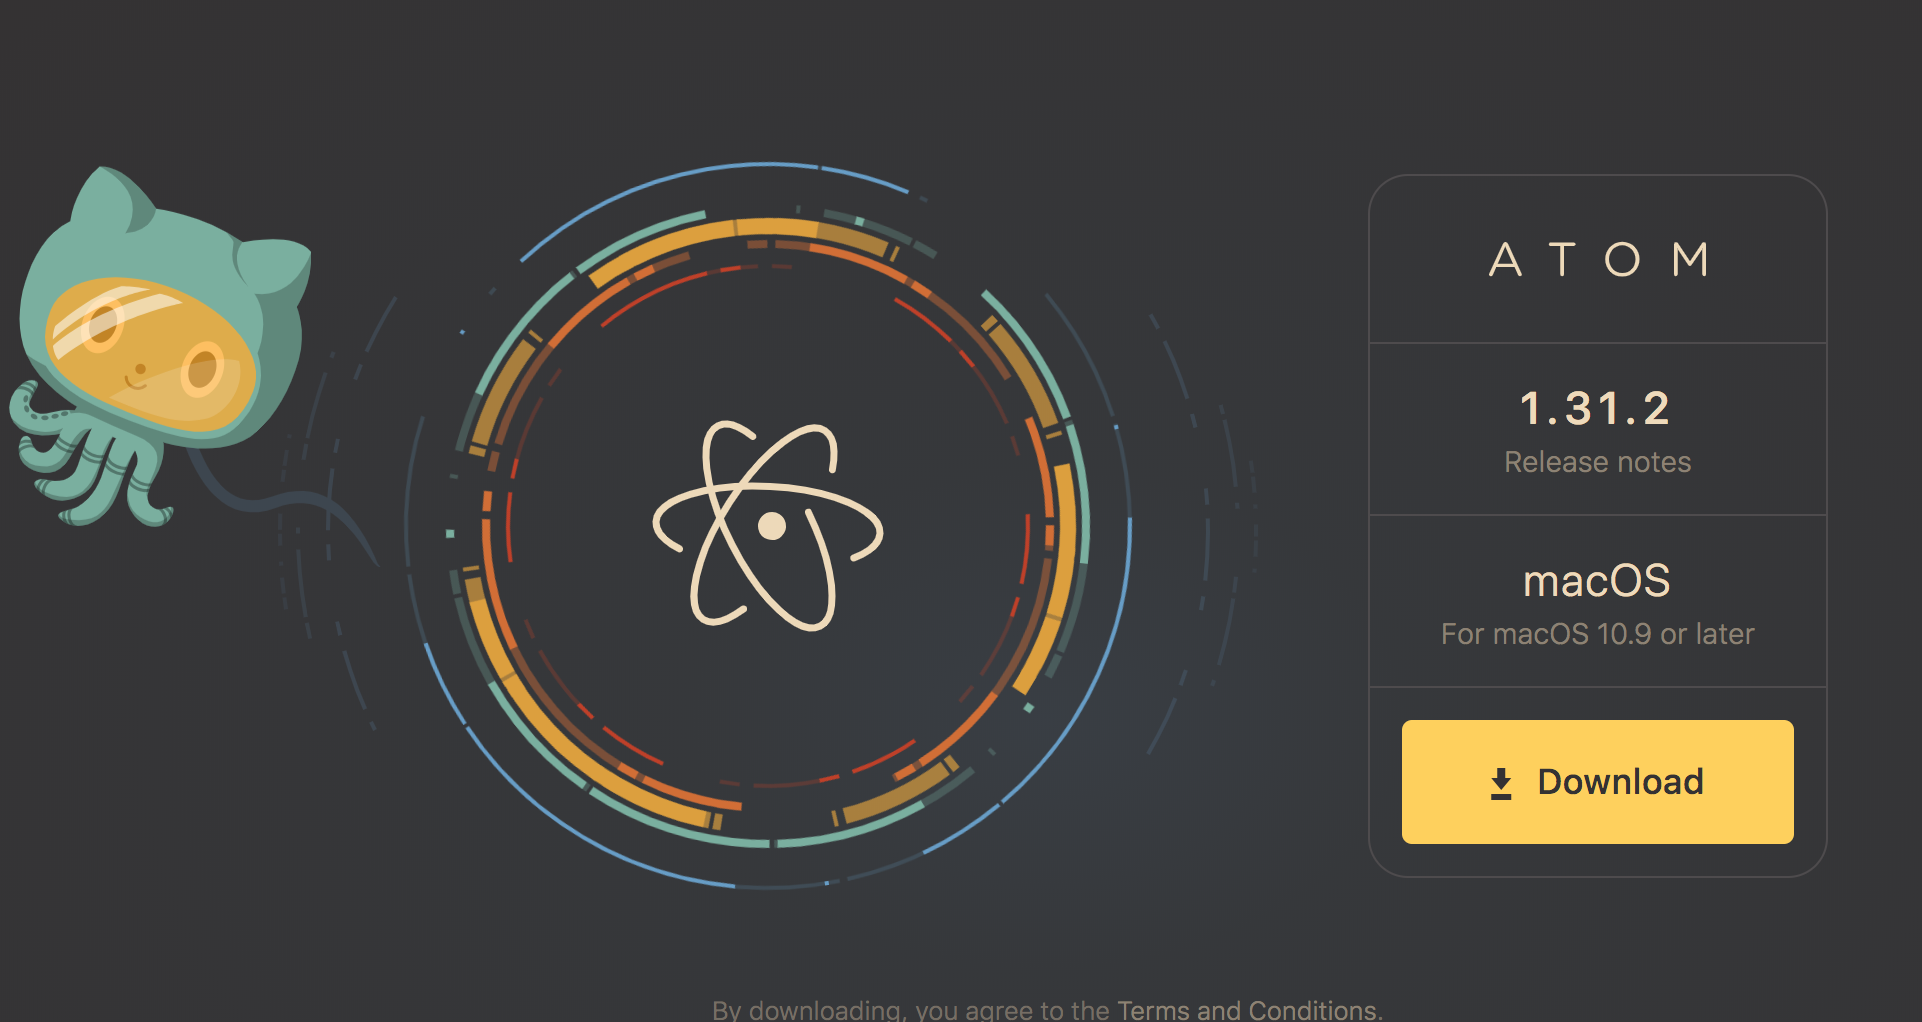 ATOM
1.31.2
Release notes
macOS
For macOS 10.9 or later
Download
By downloading, you agree to the Terms and Conditions.